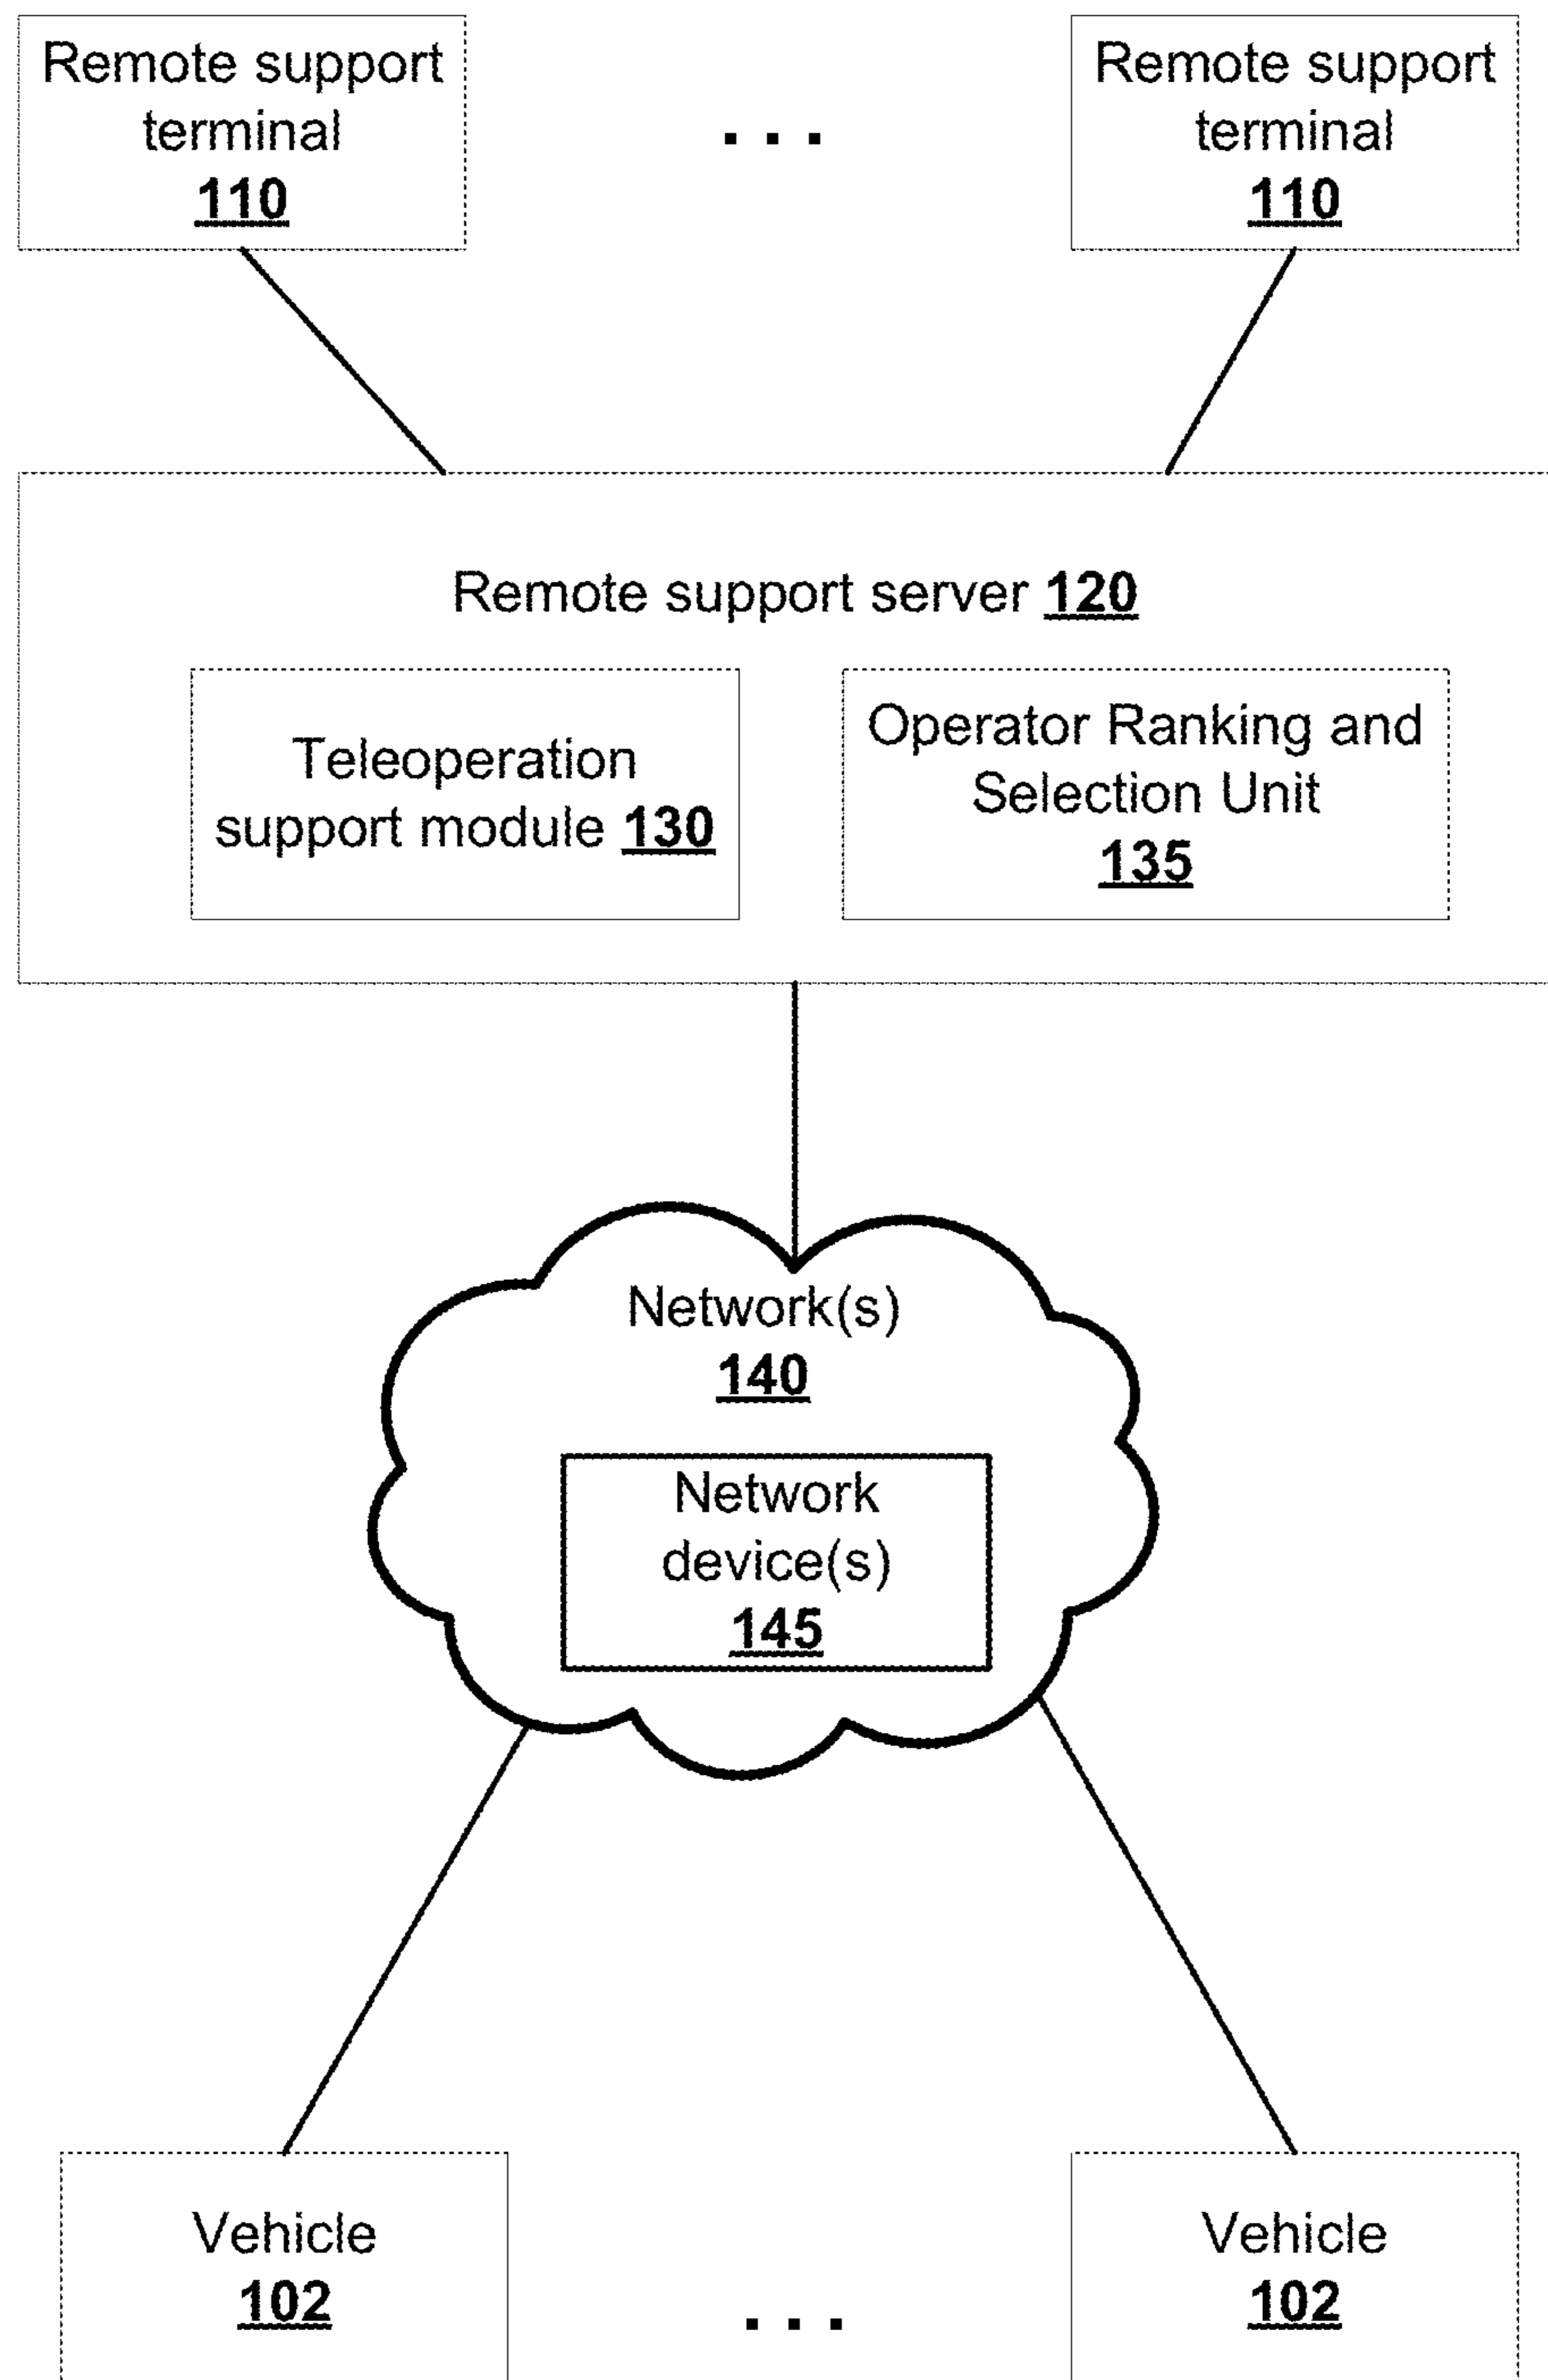 Remote support
terminal
110
. . .
Remote support
terminal
110
Remote support server 120
Teleoperation
support module 130
Operator Ranking and
Selection Unit
135
Network(s)
140
Network
device(s)
145
Vehicle
102
. . .
Vehicle
102